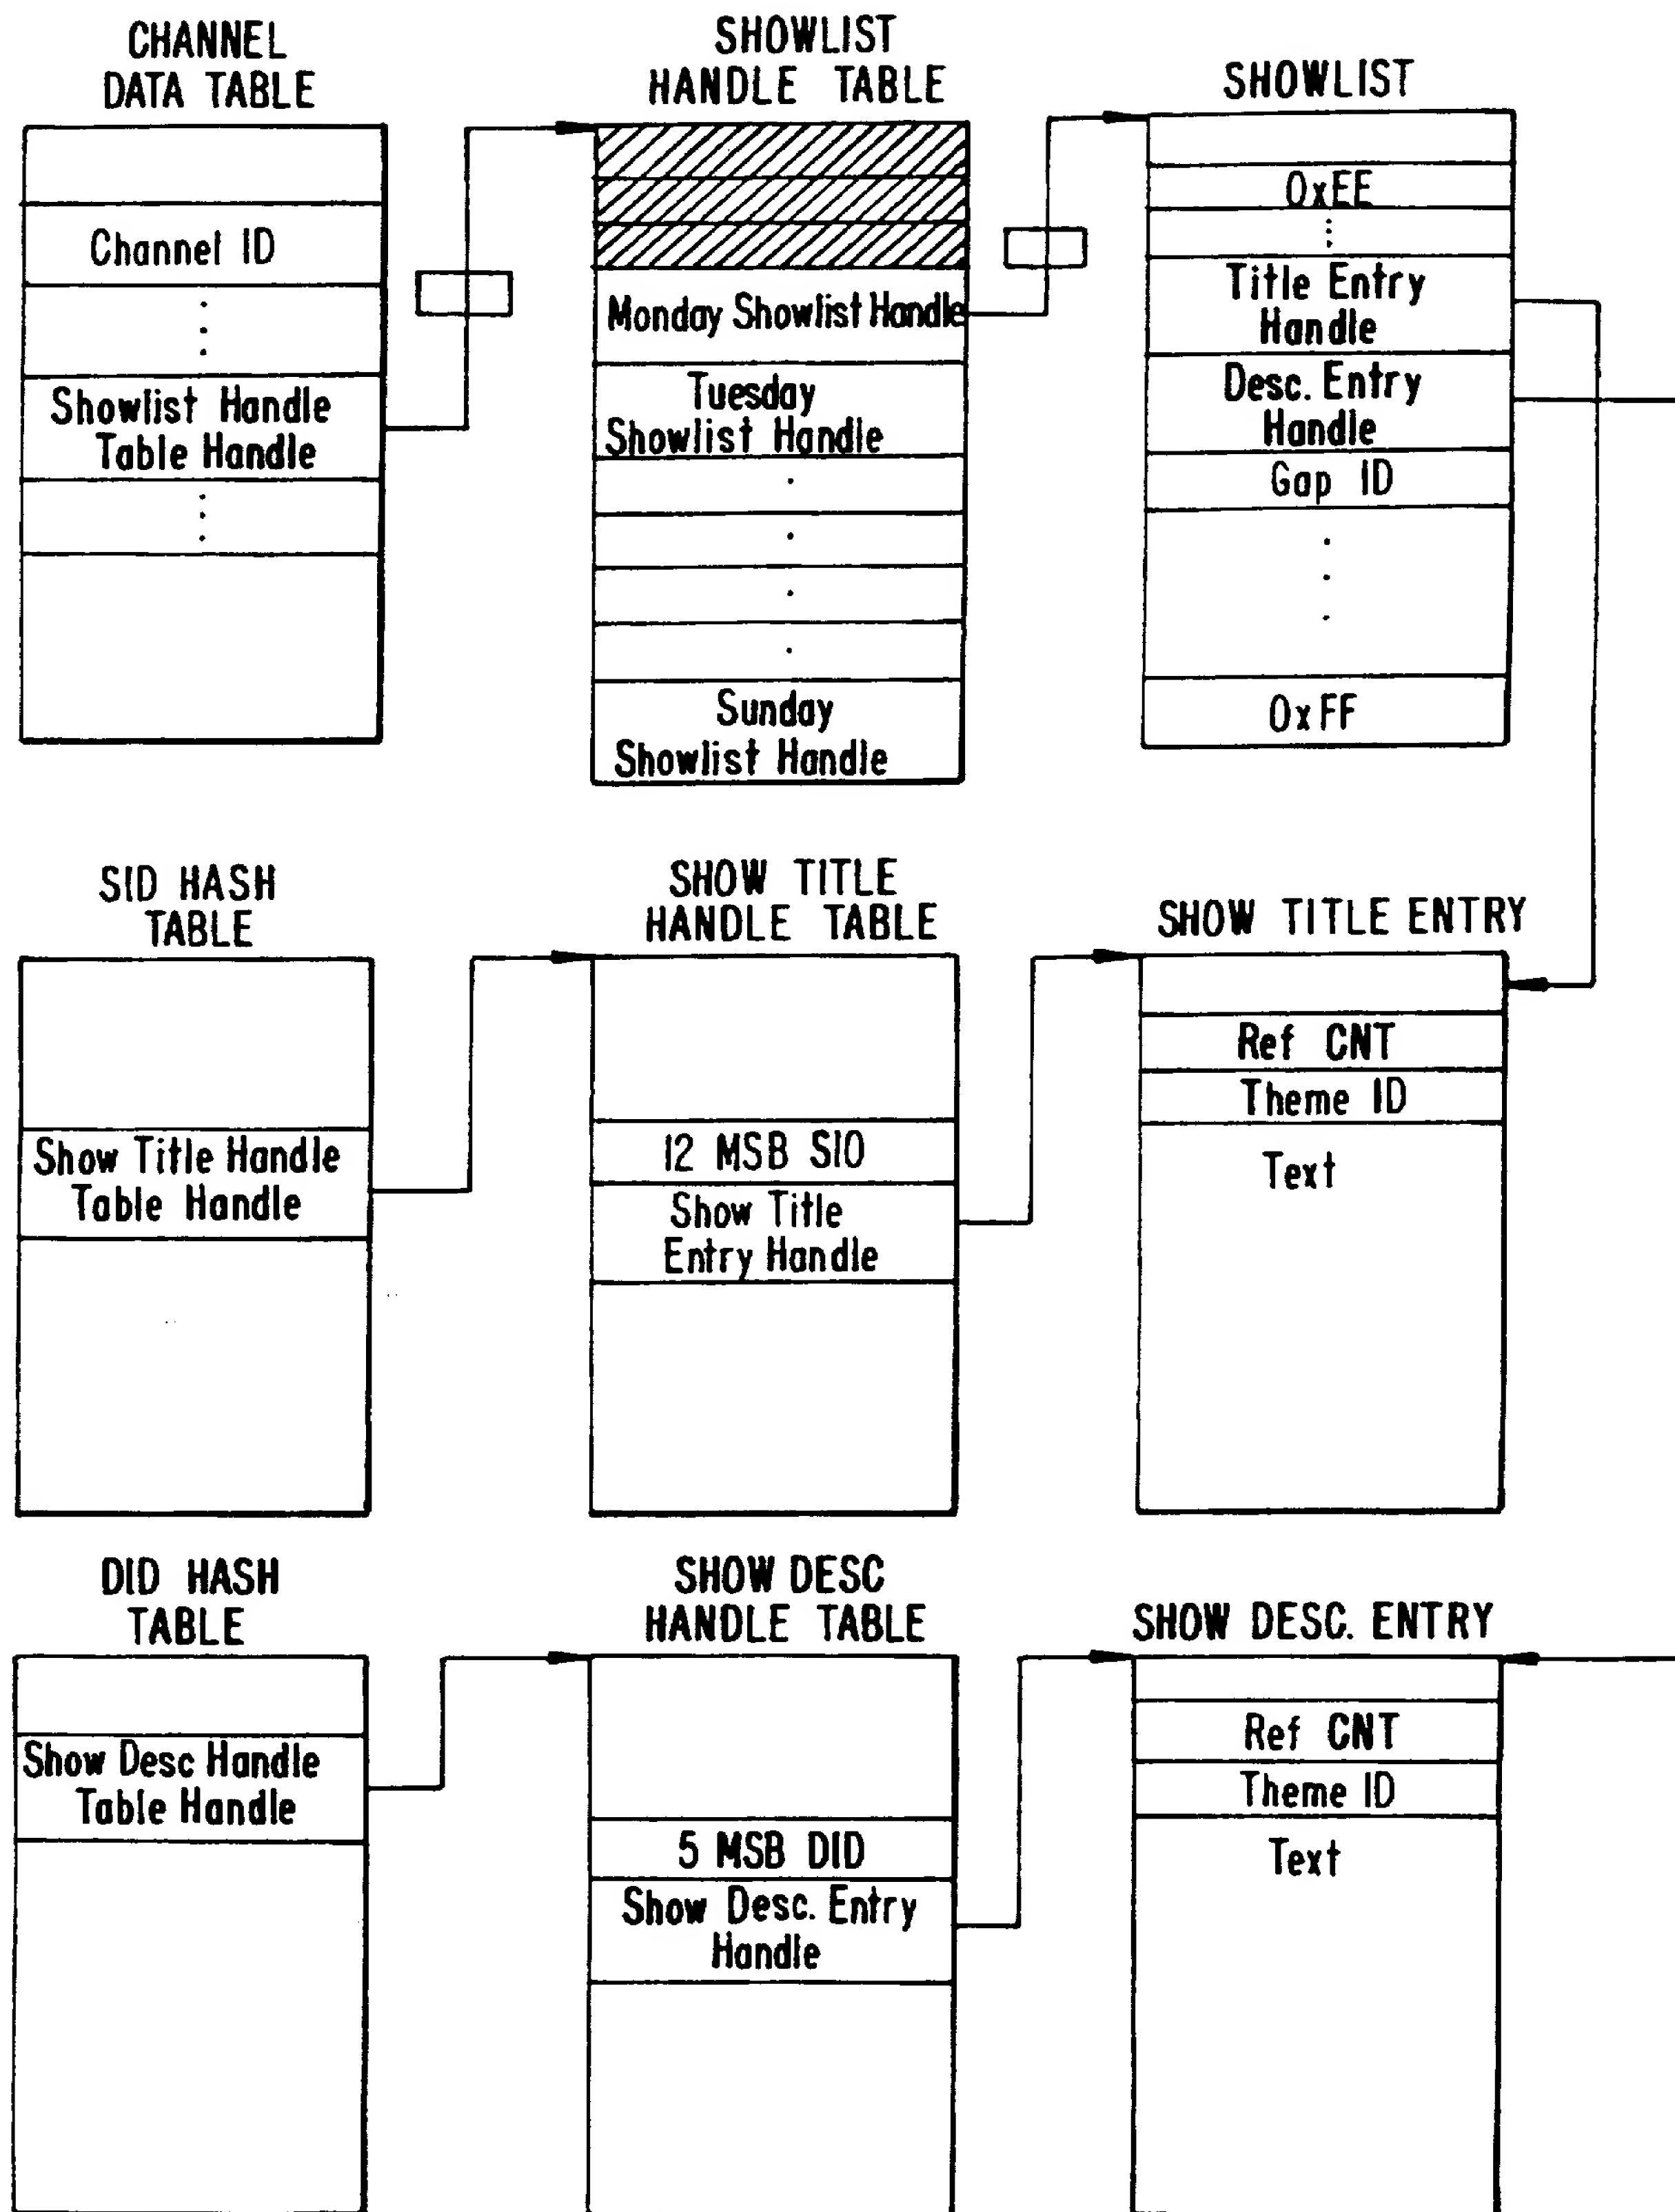 CHANNEL
DATA TABLE
Channel ID
Showlist Handle
Table Handle
SHOWLIST
HANDLE TABLE
Monday Showlist Handle
Tuesday
Showlist Handle
Sunday
Showlist Handle
SHOWLIST
0xEE
Title Entry
Handle
Desc. Entry
Handle
Gap ID
0xFF
SID HASH
TABLE
Show Title Handle
Table Handle
SHOW TITLE
HANDLE TABLE
12 MSB SIO
Show Title
Entry Handle
SHOW TITLE ENTRY
Ref CNT
Theme ID
Text
DID HASH
TABLE
Show Desc Handle
Table Handle
SHOW DESC
HANDLE TABLE
5 MSB DID
Show Desc. Entry
Handle
SHOW DESC. ENTRY
Ref CNT
Theme ID
Text